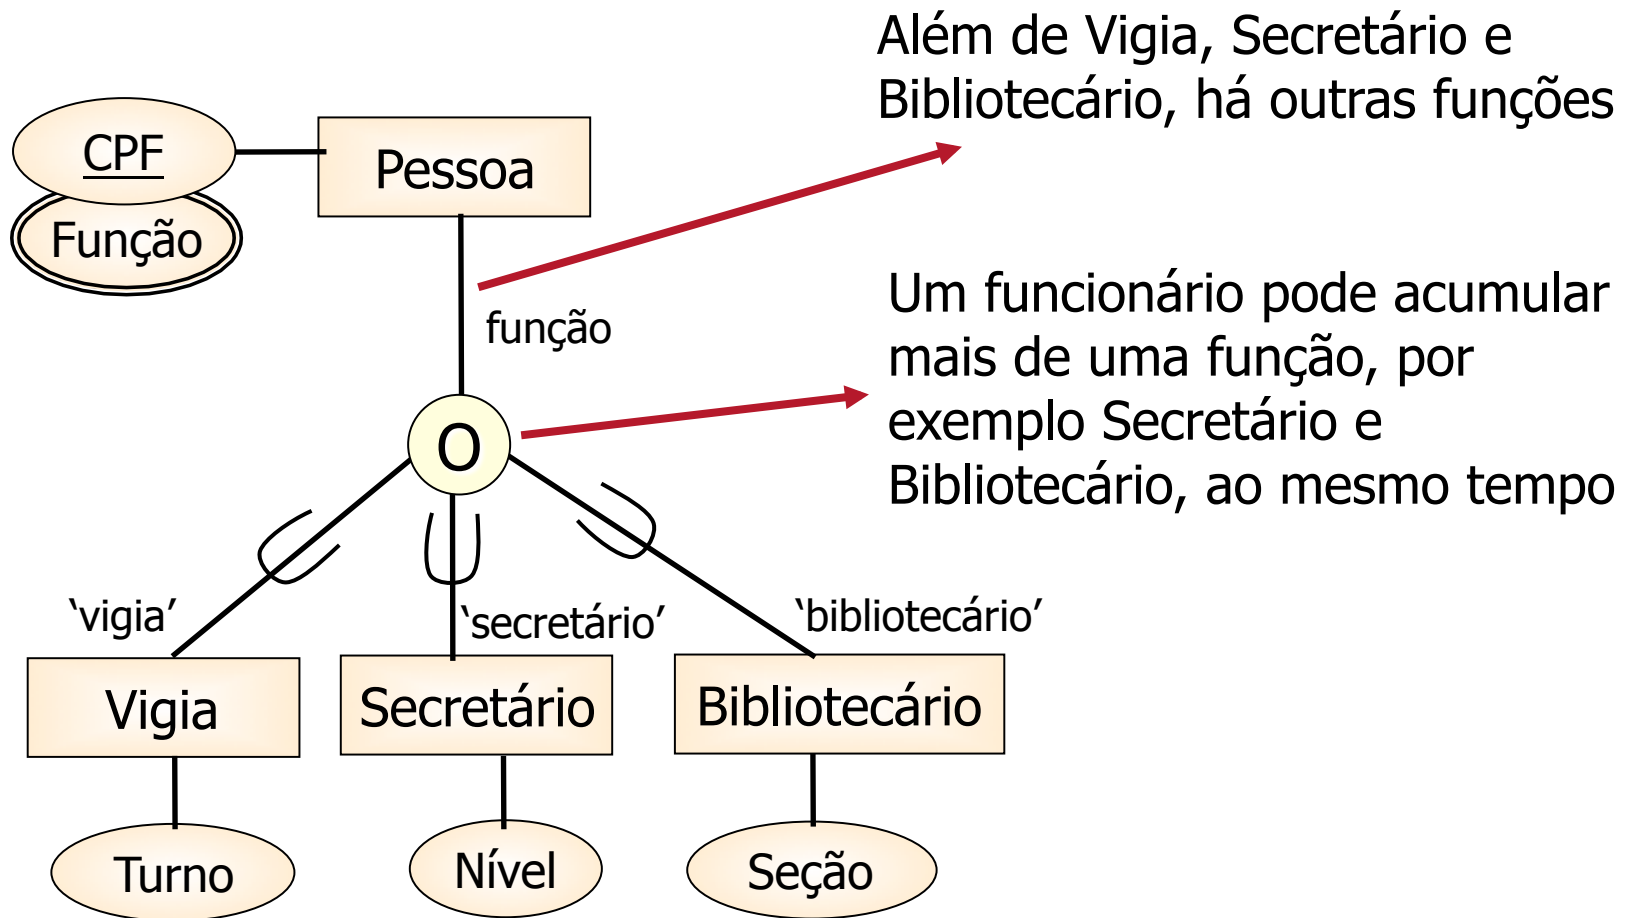 Além de Vigia, Secretário e
Bibliotecário, há outras funções
CPF
Pessoa
Função
função
Um funcionário pode acumular
mais de uma função, por
exemplo Secretário e
Bibliotecário, ao mesmo tempo
O
‘vigia’
‘secretário’
‘bibliotecário’
Vigia
Secretário
Bibliotecário
Turno
Nível
Seção